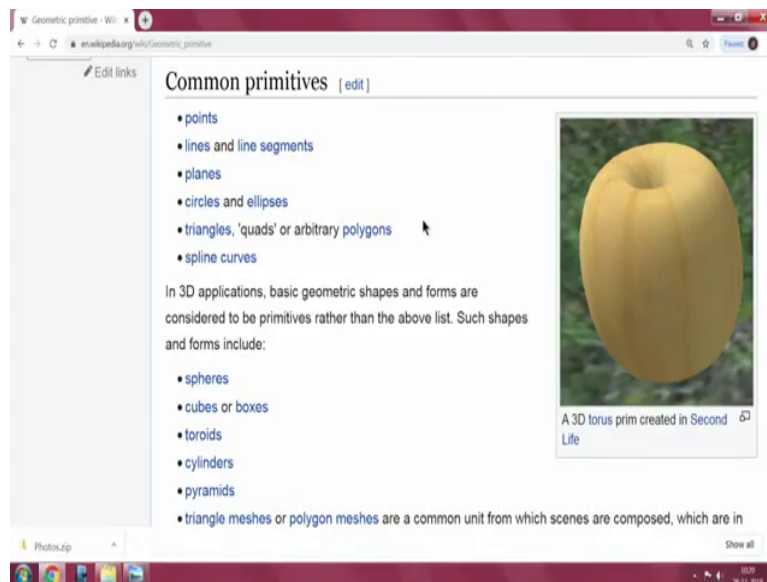 Geometric primitive - Wi
en.wikipedia.org/wiki/Geometric_primitive
Paused
Edit links
Common primitives [ edit ]
• points
• lines and line segments
• planes
• circles and ellipses
• triangles, 'quads' or arbitrary polygons
• spline curves
In 3D applications, basic geometric shapes and forms are
considered to be primitives rather than the above list. Such shapes
and forms include:
• spheres
• cubes or boxes
• toroids
• cylinders
• pyramids
• triangle meshes or polygon meshes are a common unit from which scenes are composed, which are in
A 3D torus prim created in Second
Life
Photos.zip
Show all
10:20